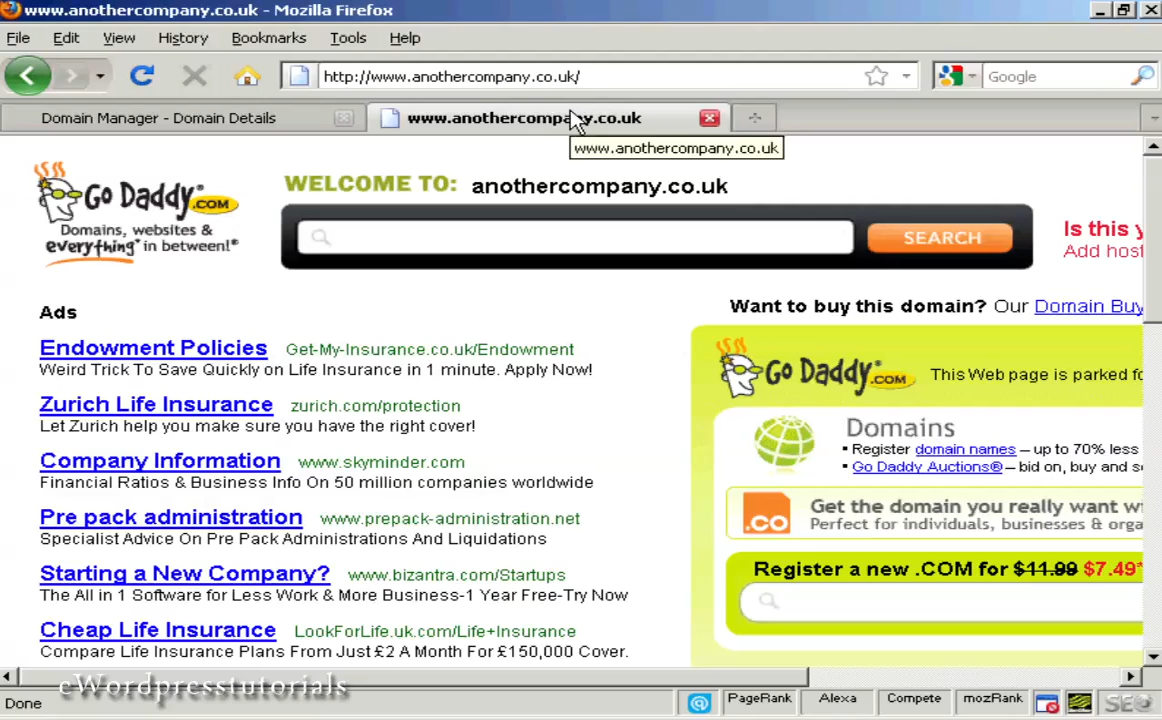 www.anothercompany.co.uk - Mozilla Firefox
File Edit View History Bookmarks Tools Help
http://www.anothercompany.co.uk/ Google
Domain Manager - Domain Details www.anothercompany.co.uk
www.anothercompany.co.uk
Go Daddy.COM
Domains, websites &
everything* in between!®
WELCOME TO: anothercompany.co.uk
SEARCH
Is this y
Add host
Ads
Want to buy this domain? Our Domain Buy
Endowment Policies Get-My-Insurance.co.uk/Endowment
Weird Trick To Save Quickly on Life Insurance in 1 minute. Apply Now!
Zurich Life Insurance zurich.com/protection
Let Zurich help you make sure you have the right cover!
Company Information www.skyminder.com
Financial Ratios & Business Info On 50 million companies worldwide
Pre pack administration www.prepack-administration.net
Specialist Advice On Pre Pack Administrations And Liquidations
Starting a New Company? www.bizantra.com/Startups
The All in 1 Software for Less Work & More Business-1 Year Free-Try Now
Cheap Life Insurance LookForLife.uk.com/Life+Insurance
Compare Life Insurance Plans From Just £2 A Month For £150,000 Cover.
Go Daddy.COM This Web page is parked fo
Domains
▪ Register domain names – up to 70% less
▪ Go Daddy Auctions® – bid on, buy and s
.co Get the domain you really want wi
Perfect for individuals, businesses & orga
Register a new .COM for $11.99 $7.49*
eWordpresstutorials
Done PageRank Alexa Compete mozRank SEO